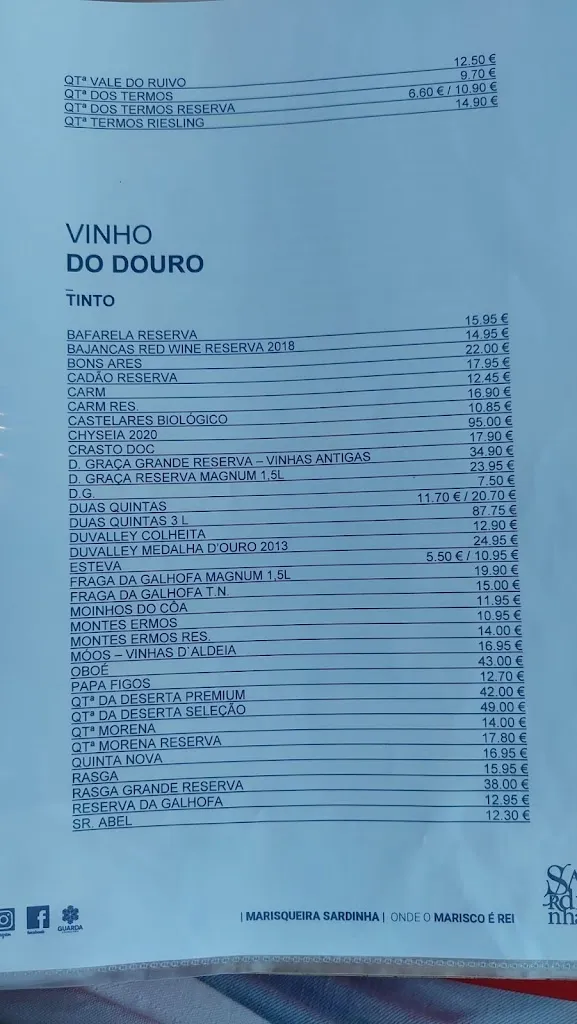 QTª VALE DO RUIVO 12.50 €
QTª DOS TERMOS 9.70 €
QTª DOS TERMOS RESERVA 6.60 € / 10.90 €
QTª TERMOS RIESLING 14.90 €
VINHO
DO DOURO
TINTO
BAFARELA RESERVA 15.95 €
BAJANCAS RED WINE RESERVA 2018 14.95 €
BONS ARES 22.00 €
CADÃO RESERVA 17.95 €
CARM 12.45 €
CARM RES. 16.90 €
CASTELARES BIOLÓGICO 10.85 €
CHYSEIA 2020 95.00 €
CRASTO DOC 17.90 €
D. GRAÇA GRANDE RESERVA – VINHAS ANTIGAS 34.90 €
D. GRAÇA RESERVA MAGNUM 1,5L 23.95 €
D.G. 7.50 €
DUAS QUINTAS 11.70 € / 20.70 €
DUAS QUINTAS 3 L 87.75 €
DUVALLEY COLHEITA 12.90 €
DUVALLEY MEDALHA D'OURO 2013 24.95 €
ESTEVA 5.50 € / 10.95 €
FRAGA DA GALHOFA MAGNUM 1,5L 19.90 €
FRAGA DA GALHOFA T.N 15.00 €
MOINHOS DO CÔA 11.95 €
MONTES ERMOS 10.95 €
MONTES ERMOS RES. 14.00 €
MÓOS – VINHAS D`ALDEIA 16.95 €
OBOÉ 43.00 €
PAPA FIGOS 12.70 €
QTª DA DESERTA PREMIUM 42.00 €
QTª DA DESERTA SELEÇÃO 49.00 €
QTª MORENA 14.00 €
QTª MORENA RESERVA 17.80 €
QUINTA NOVA 16.95 €
RASGA 15.95 €
RASGA GRANDE RESERVA 38.00 €
RESERVA DA GALHOFA 12.95 €
SR. ABEL 12.30 €
facebook
GUARDA
| MARISQUEIRA SARDINHA | ONDE O MARISCO É REI